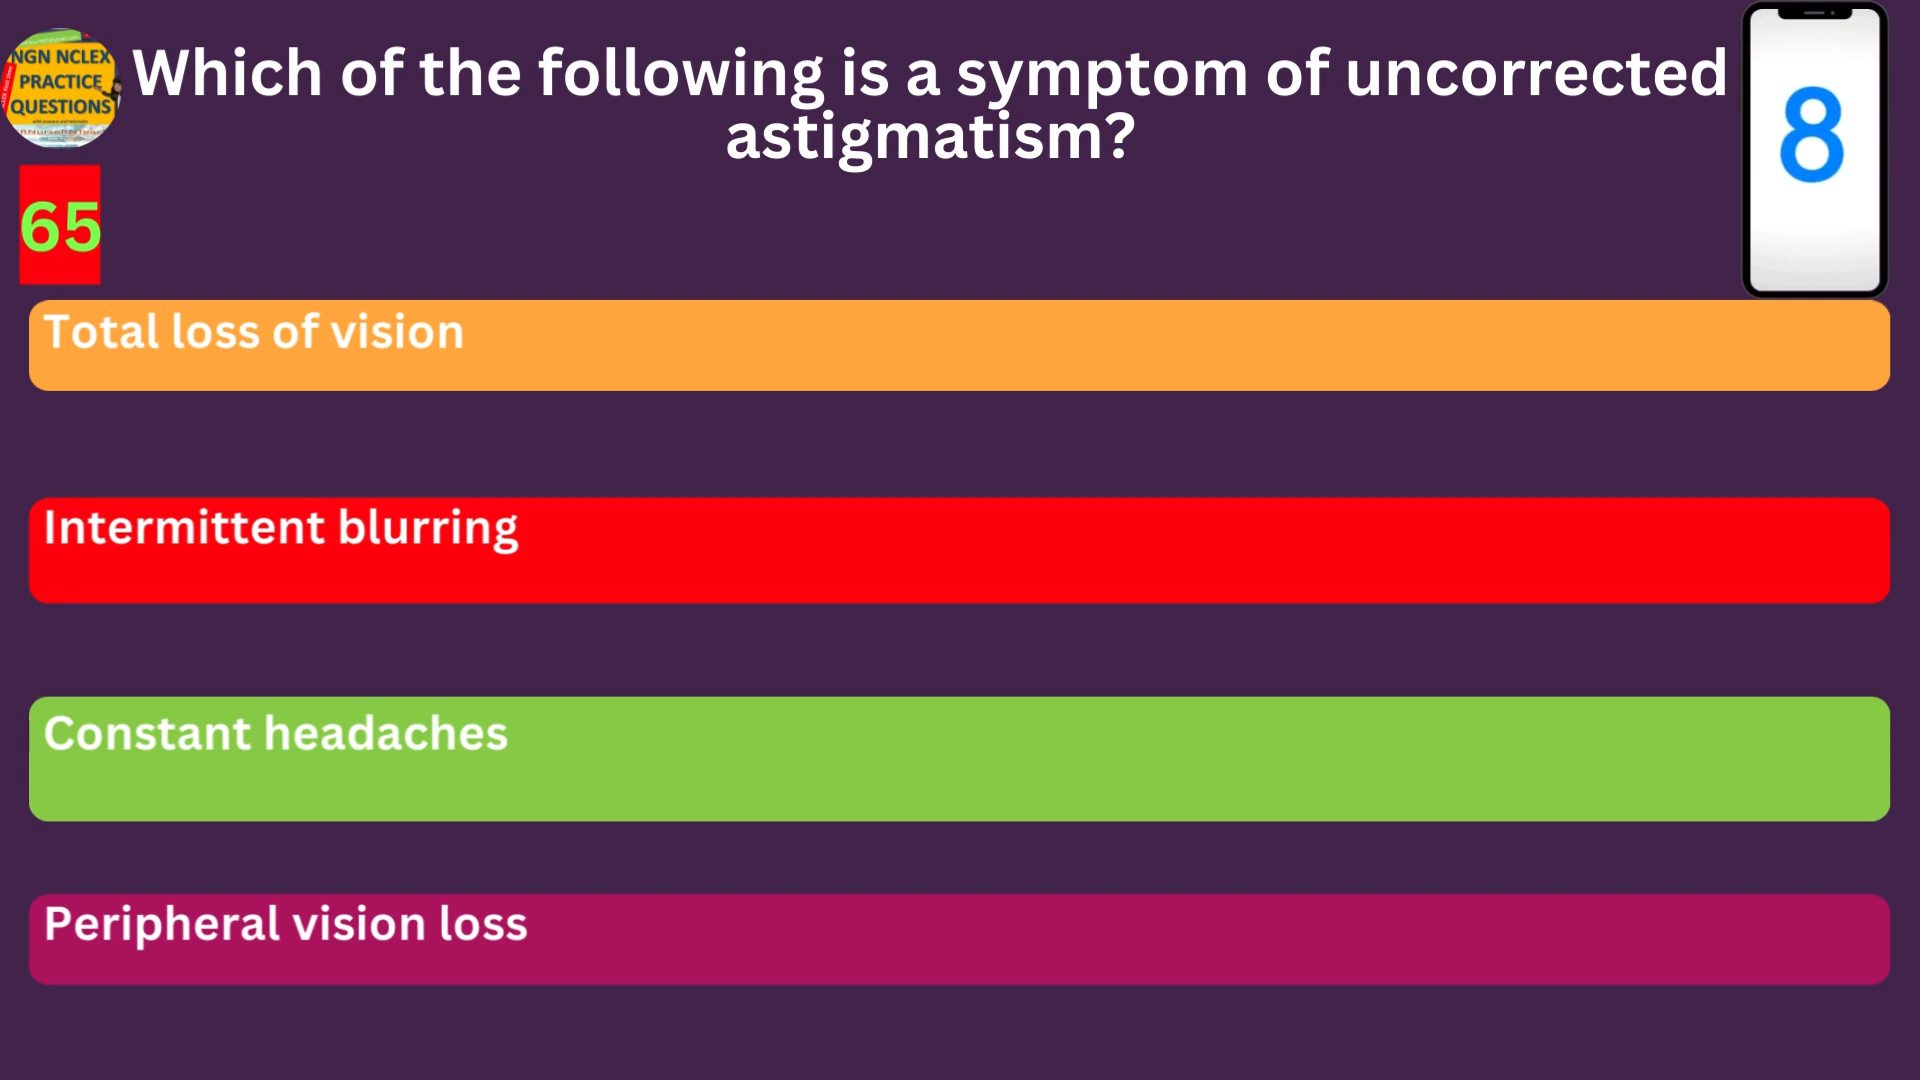 NGN NCLEX
PRACTICE
QUESTIONS
Which of the following is a symptom of uncorrected
astigmatism?
8
65
Total loss of vision
Intermittent blurring
Constant headaches
Peripheral vision loss